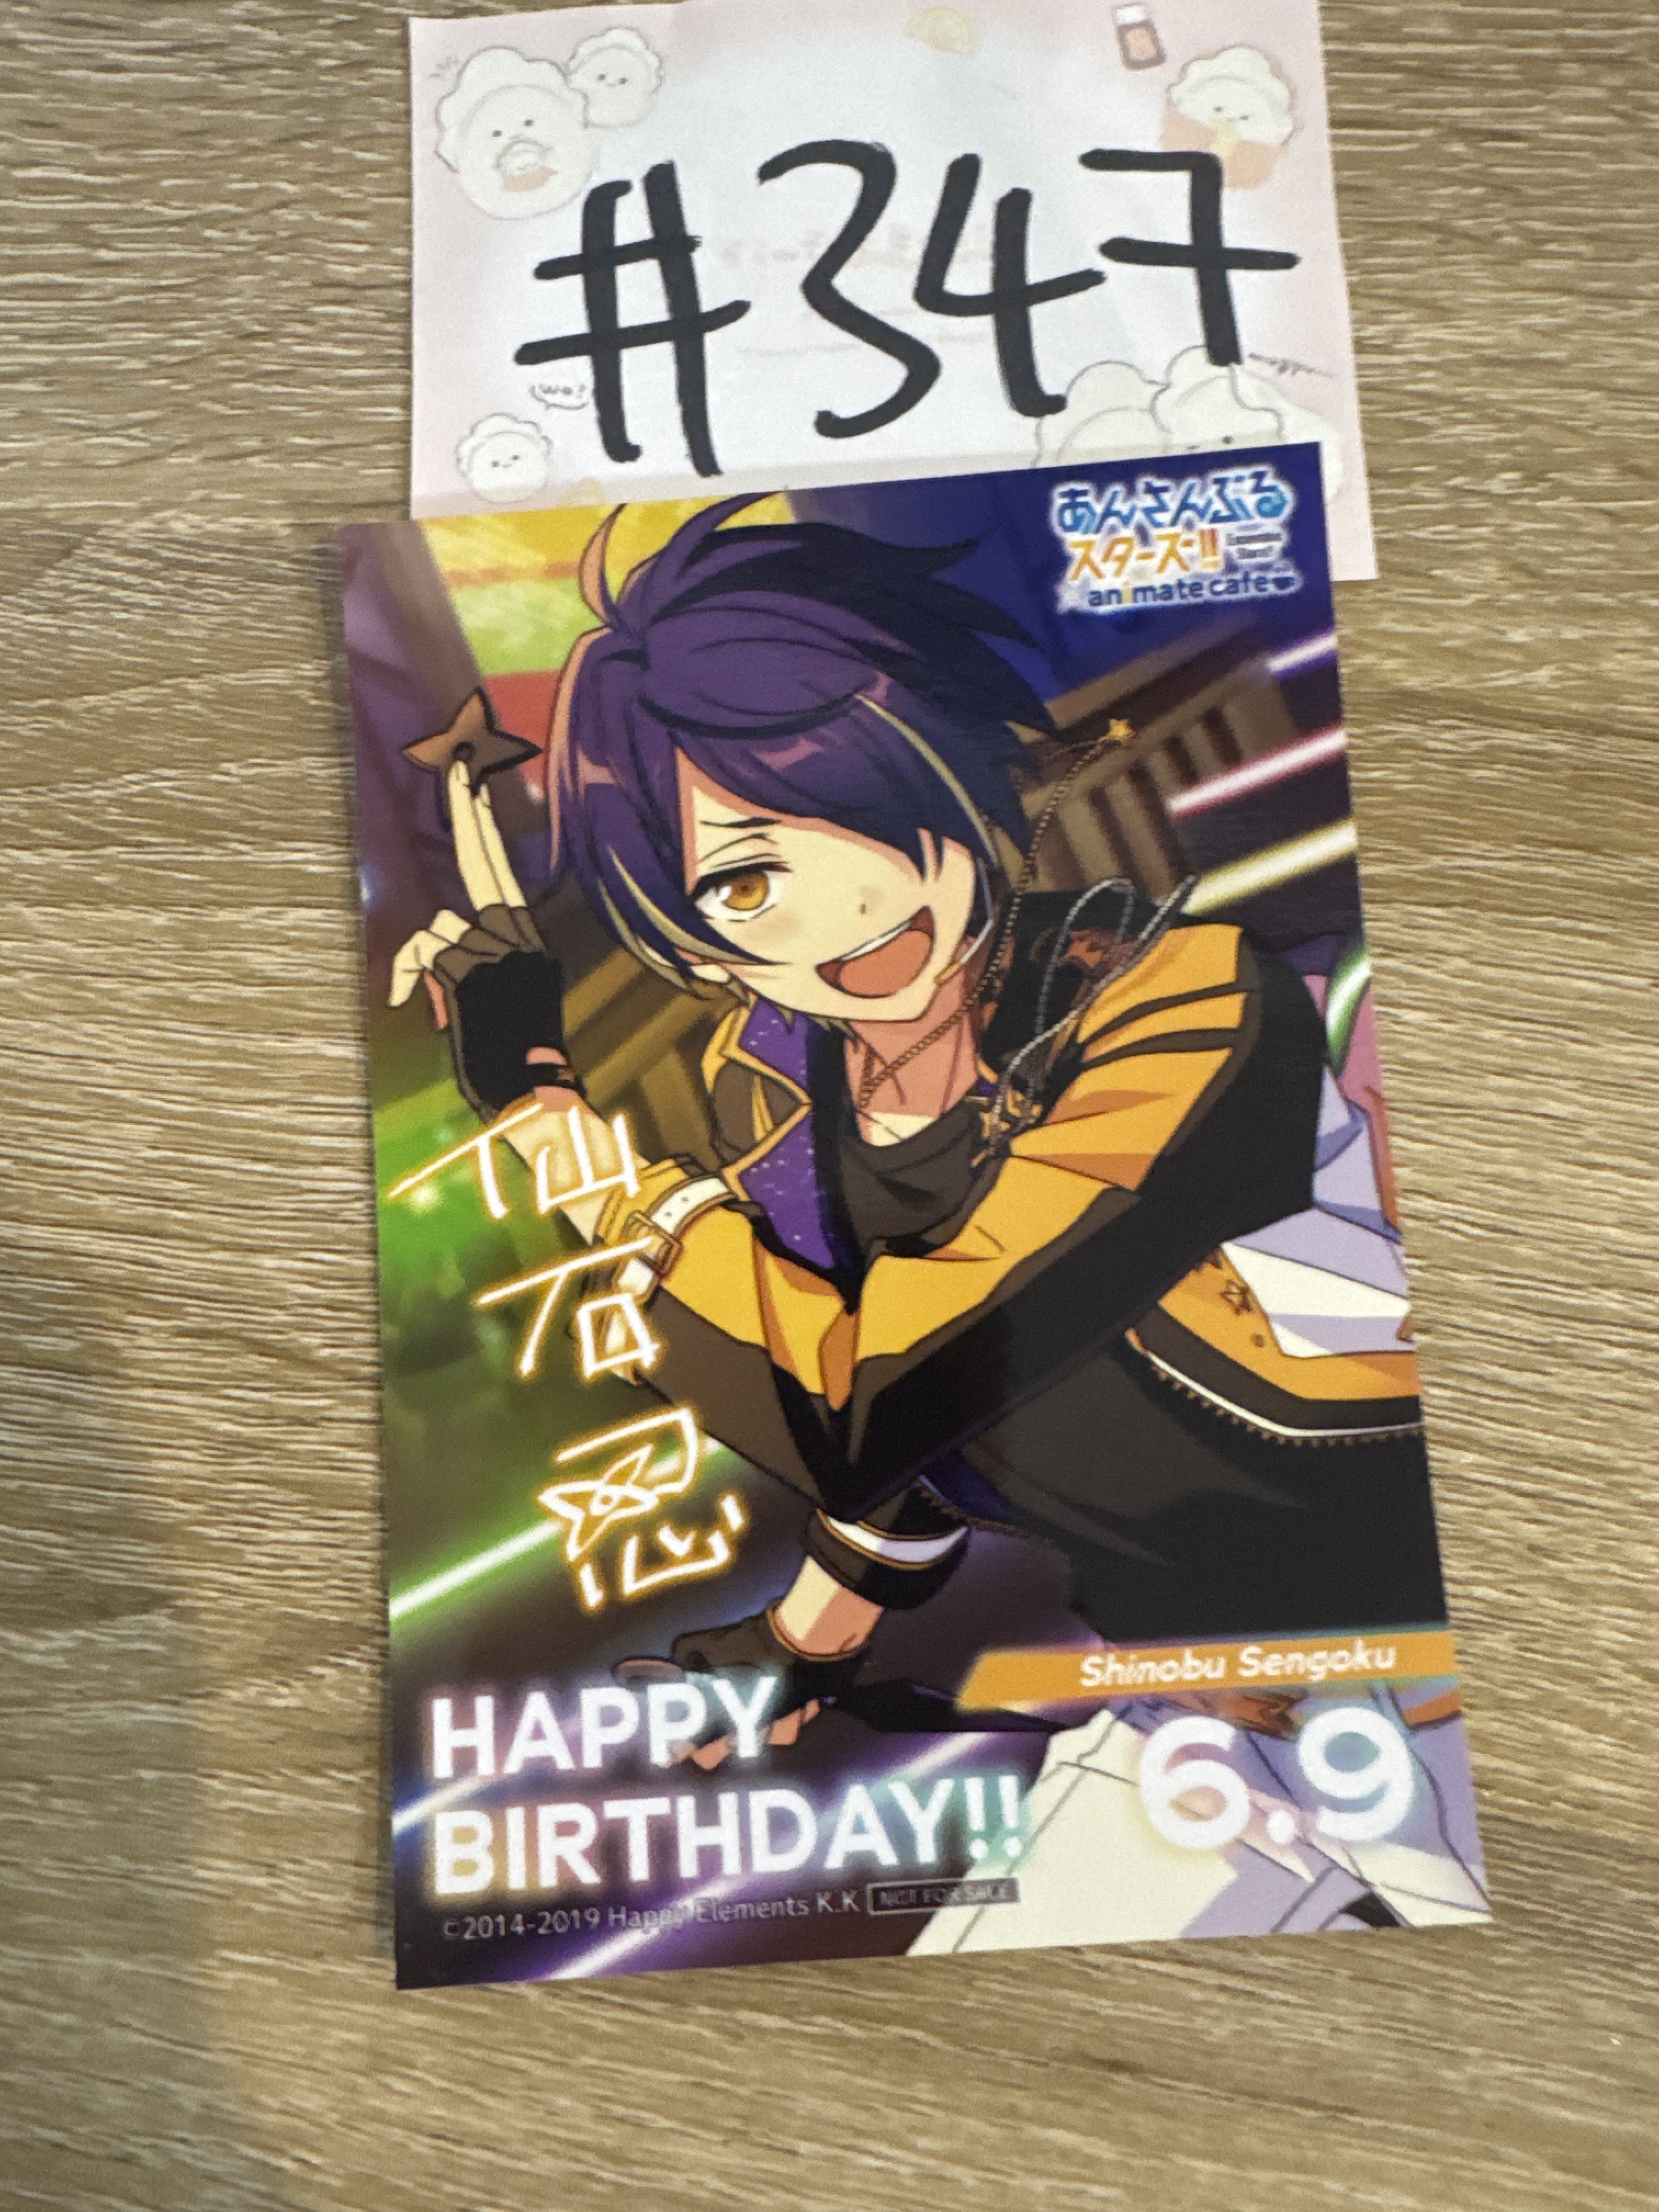 #347
あんさんぶる
スターズ!!
animate cafe
仙石忍
Shinobu Sengoku
6.9
HAPPY
BIRTHDAY!!
©2014-2019 Happy Elements K.K NOT FOR SALE